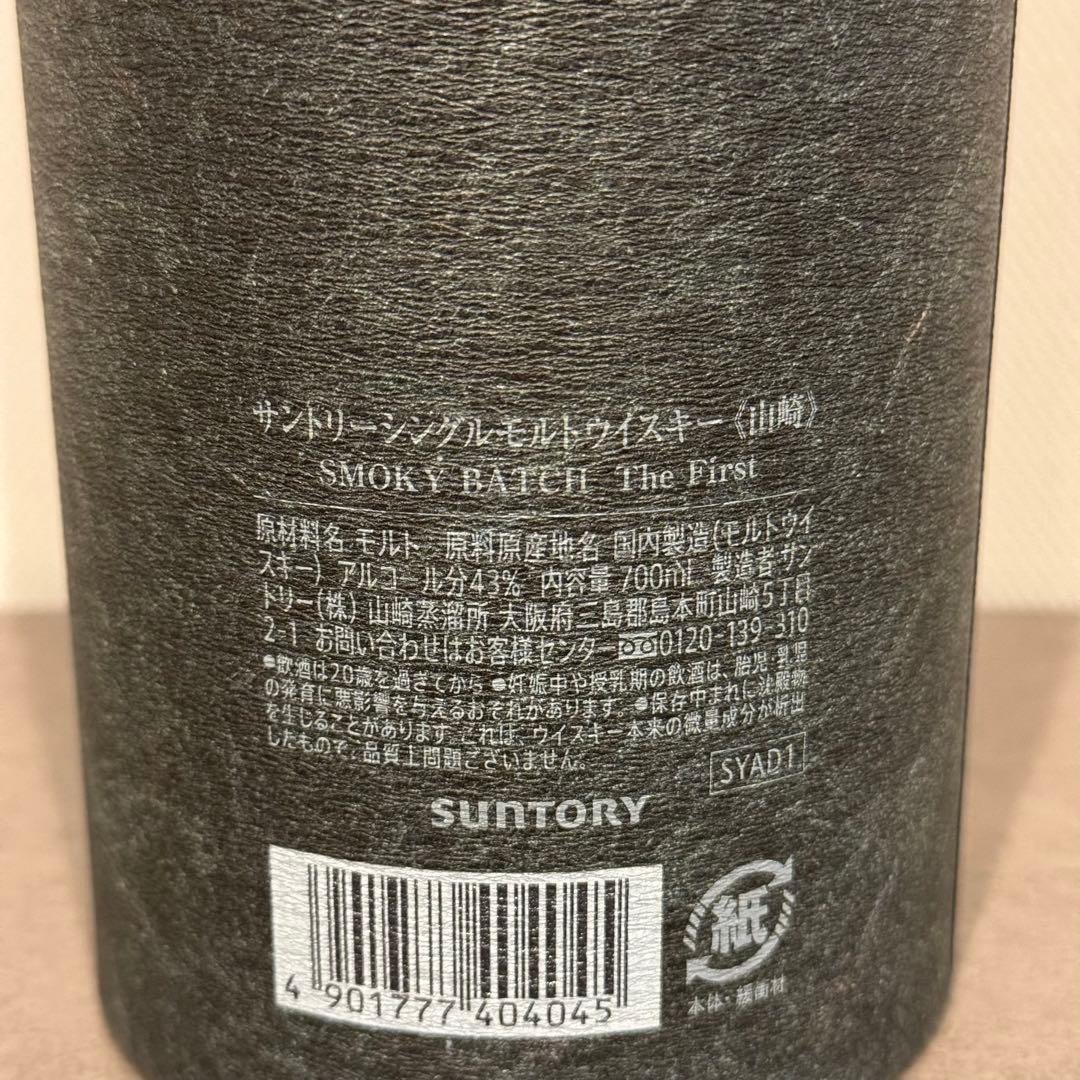 サントリーシングルモルトウイスキー《山崎》
SMOKY BATCH The First
原材料名 モルト 原料原産地名 国内製造(モルトウイ
スキー) アルコール分43% 内容量 700ml 製造者 サン
トリー(株) 山崎蒸溜所 大阪府三島郡島本町山崎5丁目
2-1 お問い合わせはお客様センター 0120-139-310
●飲酒は20歳を過ぎてから ●妊娠中や授乳期の飲酒は、胎児・乳児
の発育に悪影響を与えるおそれがあります。 ●保存中まれに沈殿物
を生じることがあります。これは、ウイスキー本来の微量成分が析出
したもので、品質上問題ございません。
SYAD1
SUNTORY
4 901777 404045
紙
本体・緩衝材